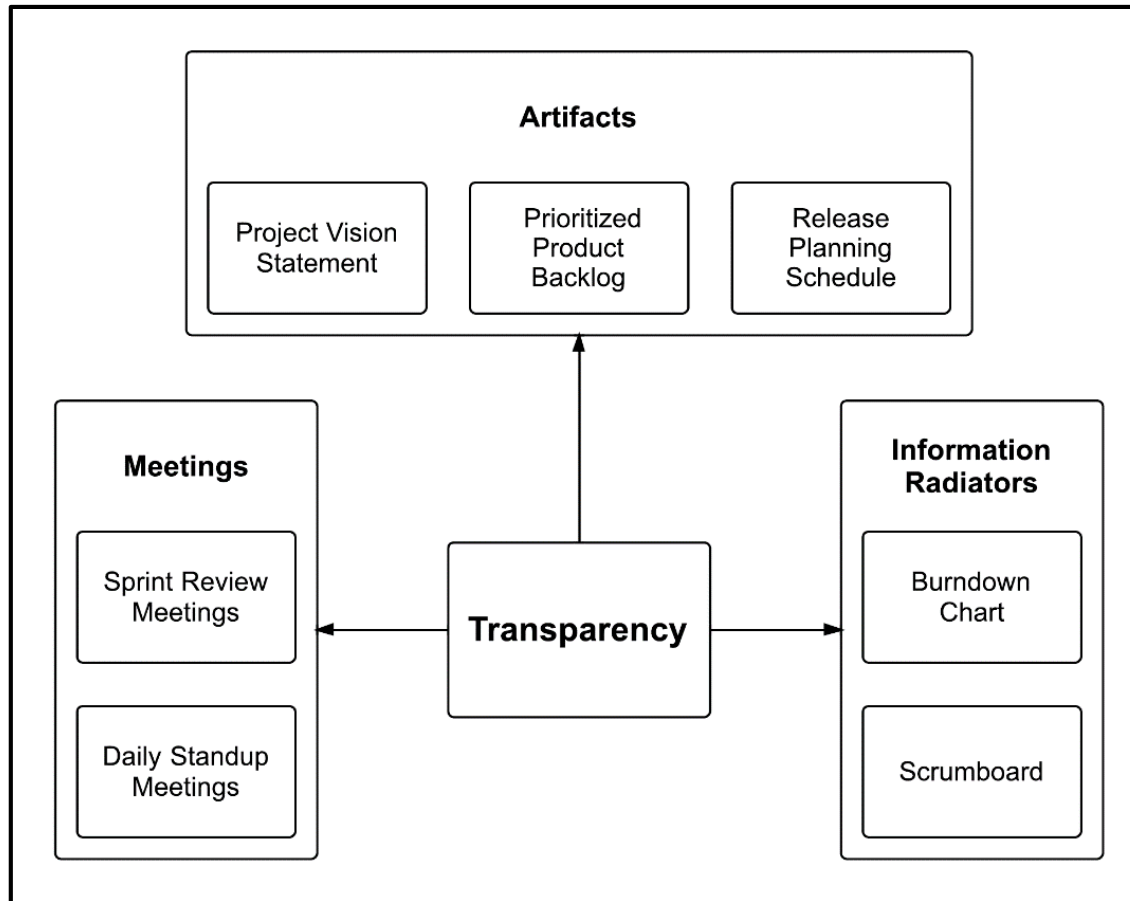 Artifacts
Project Vision
Statement
Prioritized
Product
Backlog
Release
Planning
Schedule
Meetings
Sprint Review
Meetings
Daily Standup
Meetings
Transparency
Information
Radiators
Burndown
Chart
Scrumboard